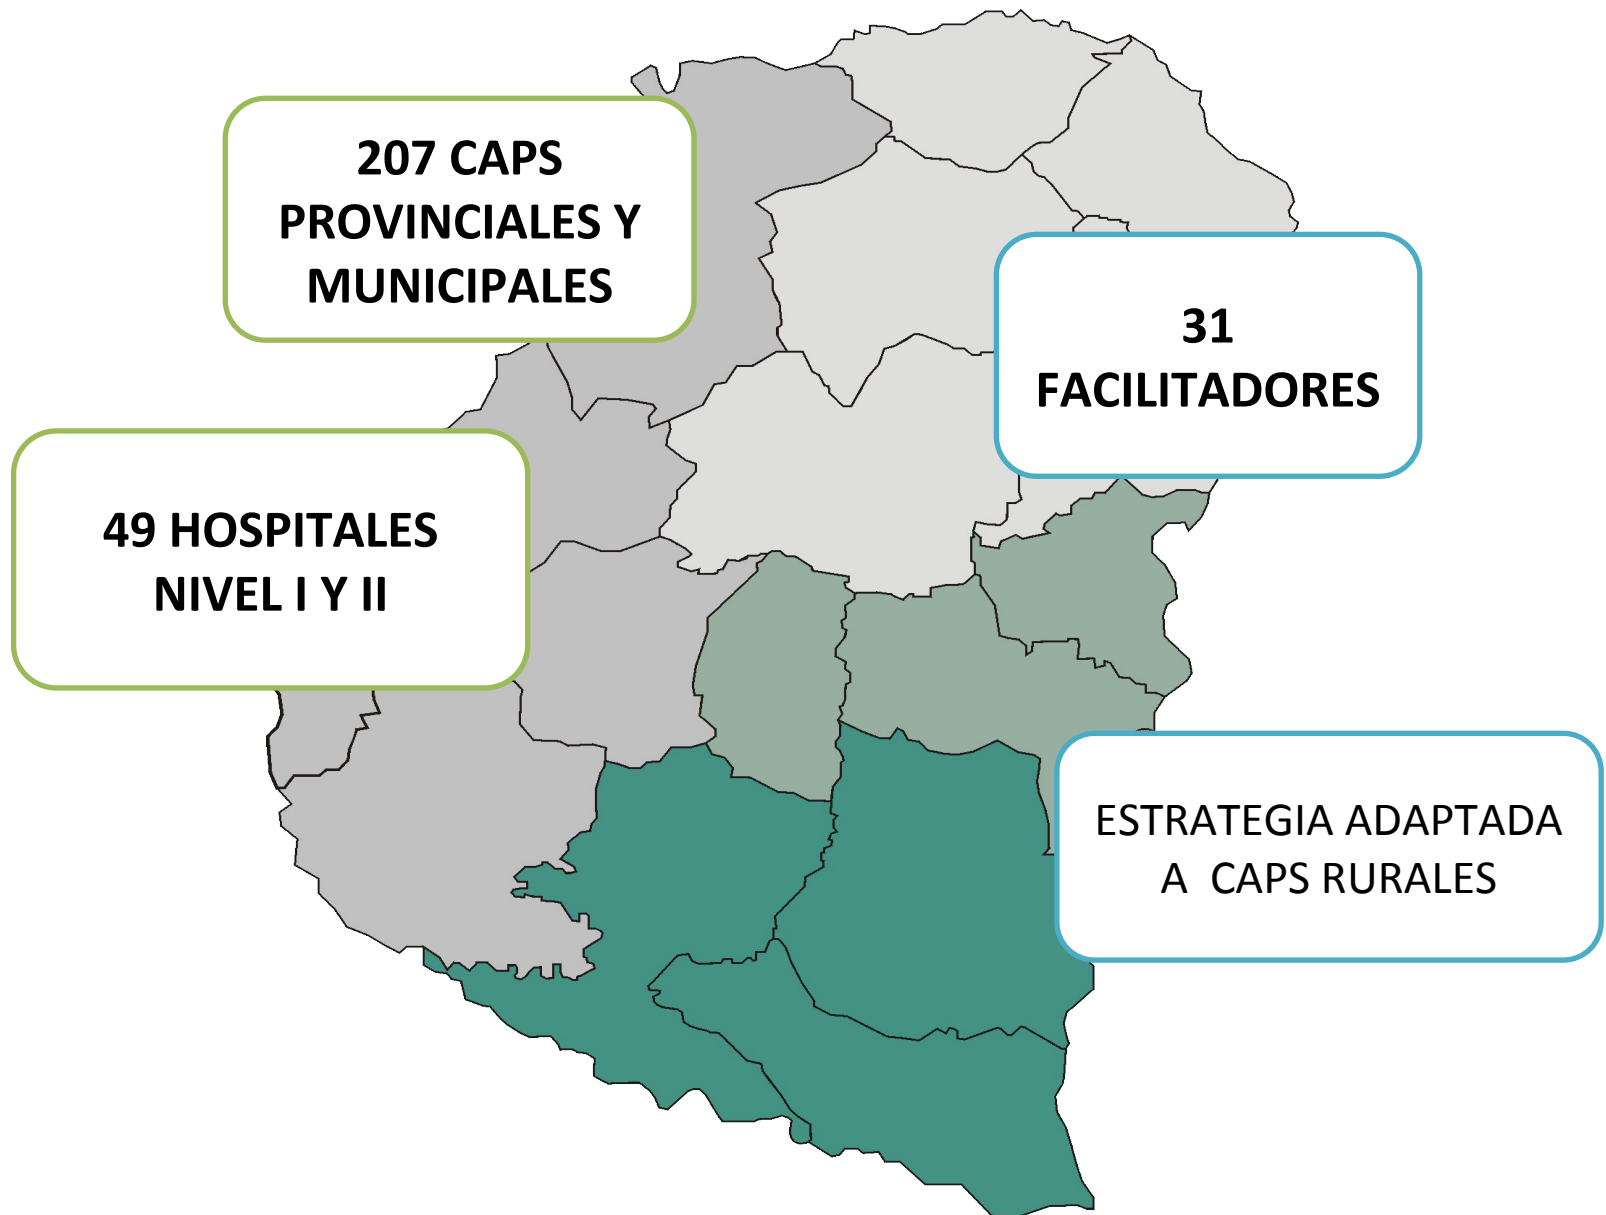 207 CAPS
PROVINCIALES Y
MUNICIPALES
31
FACILITADORES
49 HOSPITALES
NIVEL I Y II
ESTRATEGIA ADAPTADA
A CAPS RURALES